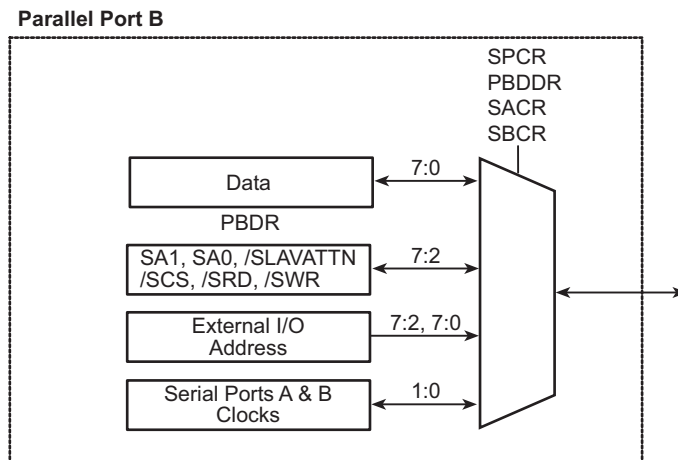 Parallel Port B
SPCR
PBDDR
SACR
SBCR
Data
7:0
PBDR
SA1, SA0, /SLAVATTN
/SCS, /SRD, /SWR
7:2
External I/O
Address
7:2, 7:0
Serial Ports A & B
Clocks
1:0